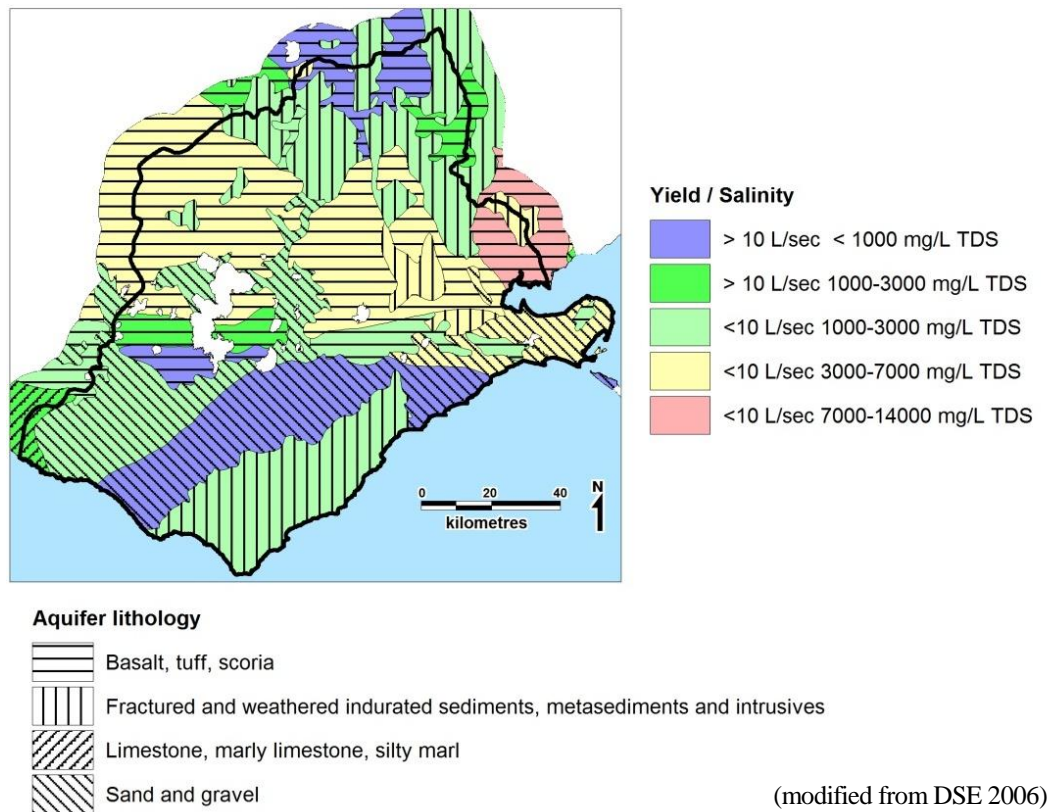 Yield / Salinity
> 10 L/sec < 1000 mg/L TDS
> 10 L/sec 1000-3000 mg/L TDS
<10 L/sec 1000-3000 mg/L TDS
<10 L/sec 3000-7000 mg/L TDS
<10 L/sec 7000-14000 mg/L TDS
0 20 40
kilometres
N
Aquifer lithology
Basalt, tuff, scoria
Fractured and weathered indurated sediments, metasediments and intrusives
Limestone, marly limestone, silty marl
Sand and gravel
(modified from DSE 2006)